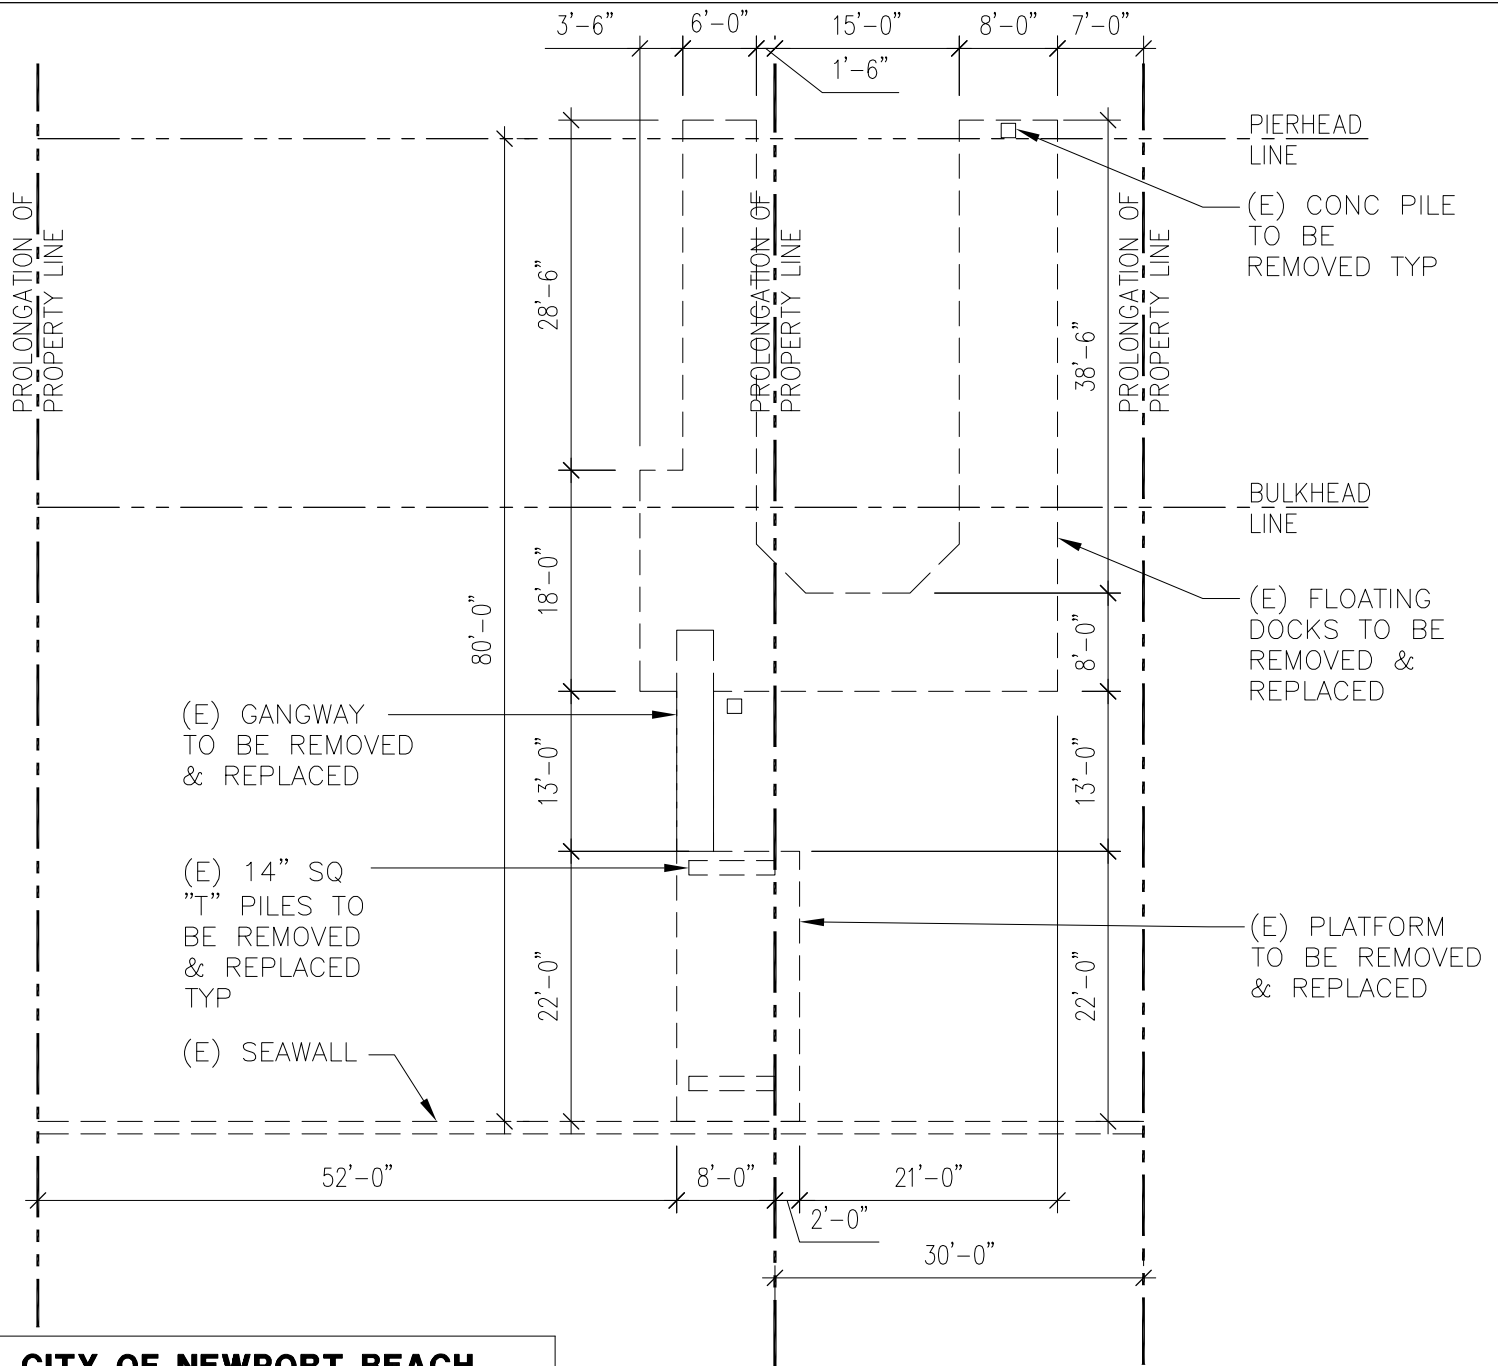 3'-6"
6'-0"
15'-0"
8'-0"
7'-0"
1'-6"
PIERHEAD
LINE
(E) CONC PILE
TO BE
REMOVED TYP
PROLONGATION OF
PROPERTY LINE
PROLONGATION OF
PROPERTY LINE
PROLONGATION OF
PROPERTY LINE
28'-6"
38'-6"
BULKHEAD
LINE
18'-0"
80'-0"
8'-0"
(E) FLOATING
DOCKS TO BE
REMOVED &
REPLACED
(E) GANGWAY
TO BE REMOVED
& REPLACED
13'-0"
13'-0"
(E) 14" SQ
"T" PILES TO
BE REMOVED
& REPLACED
TYP
(E) PLATFORM
TO BE REMOVED
& REPLACED
22'-0"
22'-0"
(E) SEAWALL
52'-0"
8'-0"
21'-0"
2'-0"
30'-0"
CITY OF NEWPORT BEACH